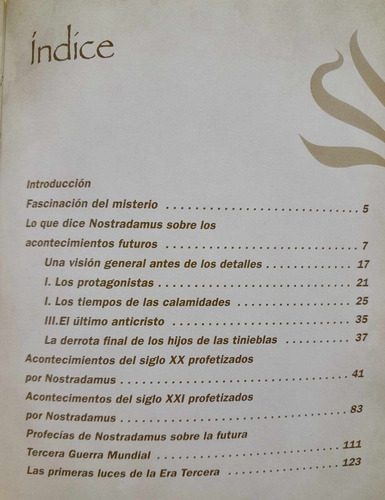 Índice
Introducción
Fascinación del misterio . . . . . . . . . . . . . . . . . . . . . . . . . . 5
Lo que dice Nostradamus sobre los
acontecimientos futuros . . . . . . . . . . . . . . . . . . . . . . . . . . 7
Una visión general antes de los detalles . . . . . . . . . . . . 17
I. Los protagonistas . . . . . . . . . . . . . . . . . . . . . . . . . . 21
I. Los tiempos de las calamidades . . . . . . . . . . . . . . . . 25
III.El último anticristo . . . . . . . . . . . . . . . . . . . . . . . . 35
La derrota final de los hijos de las tinieblas . . . . . . . . . 37
Acontecimientos del siglo XX profetizados
por Nostradamus . . . . . . . . . . . . . . . . . . . . . . . . . . . . . . 41
Acontecimentos del siglo XXI profetizados
por Nostradamus . . . . . . . . . . . . . . . . . . . . . . . . . . . . . . 83
Profecías de Nostradamus sobre la futura
Tercera Guerra Mundial . . . . . . . . . . . . . . . . . . . . . . . . . 111
Las primeras luces de la Era Tercera . . . . . . . . . . . . . . . 123